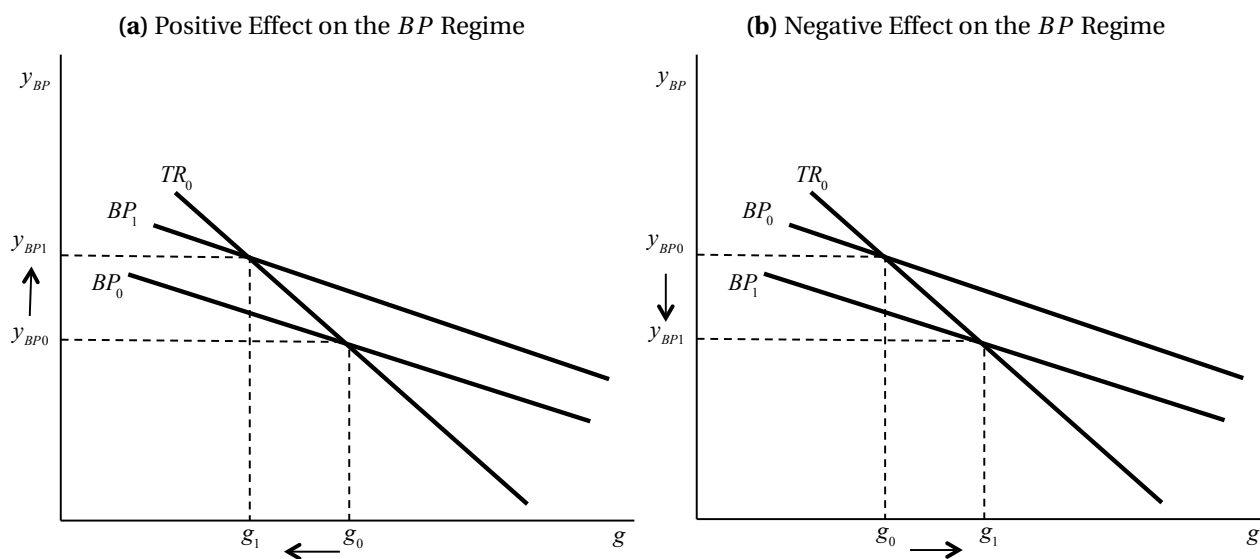 (a) Positive Effect on the BP Regime
y_BP
TR_0
BP_1
y_BP1
BP_0
y_BP0
g_1
g_0
g
(b) Negative Effect on the BP Regime
y_BP
TR_0
BP_0
y_BP0
BP_1
y_BP1
g_0
g_1
g